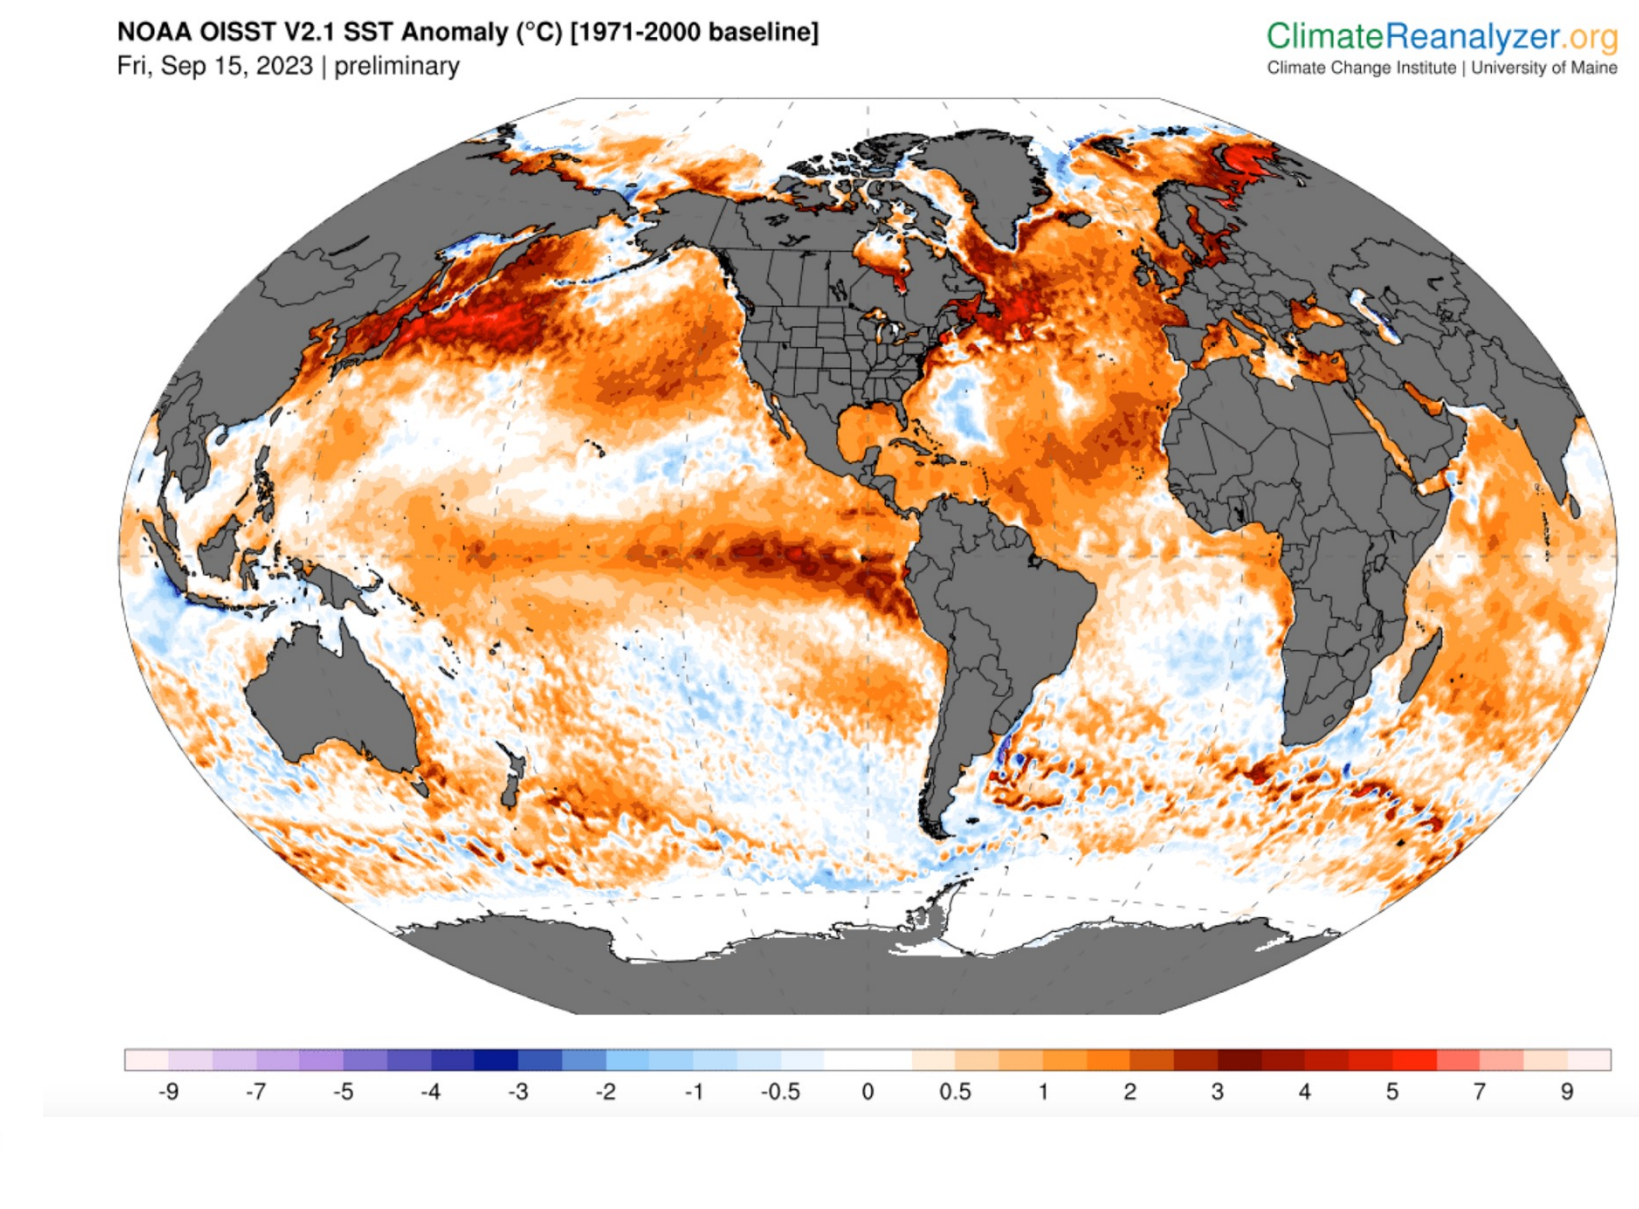 NOAA OISST V2.1 SST Anomaly (°C) [1971-2000 baseline]
Fri, Sep 15, 2023 | preliminary
ClimateReanalyzer.org
Climate Change Institute | University of Maine
-9 -7 -5 -4 -3 -2 -1 -0.5 0 0.5 1 2 3 4 5 7 9